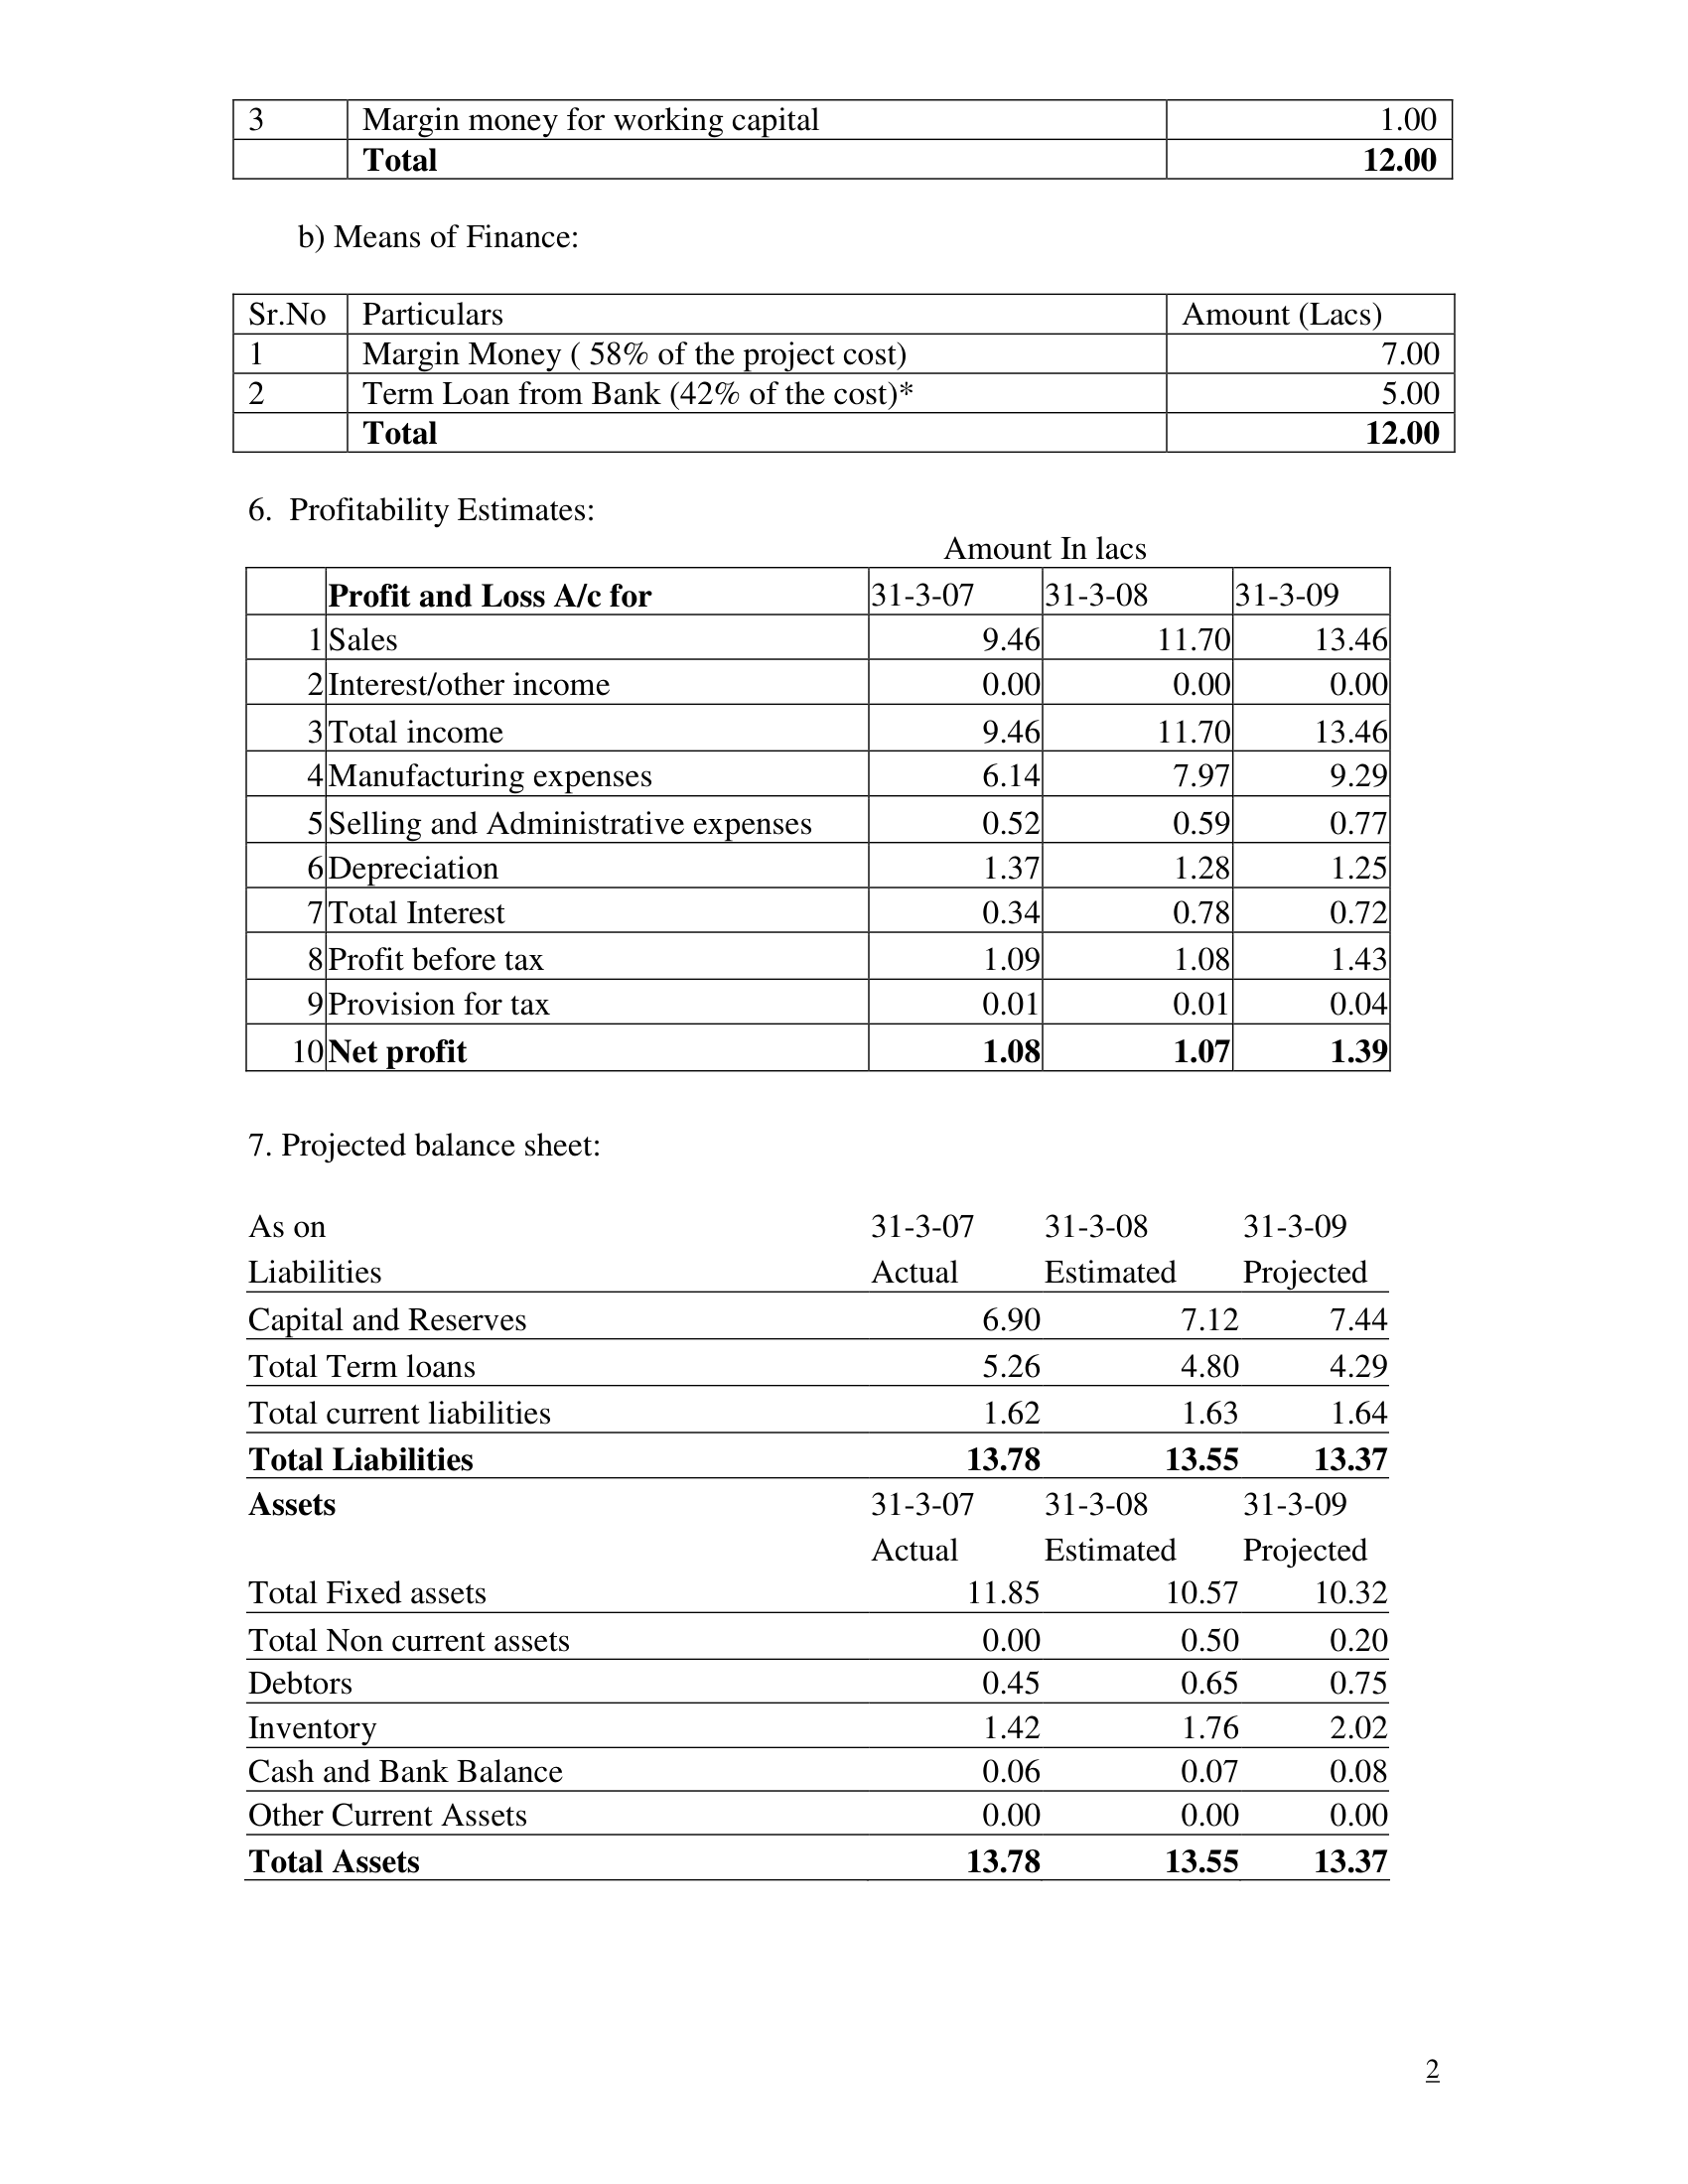 3 Margin money for working capital 1.00
Total 12.00
b) Means of Finance:
Sr.No Particulars Amount (Lacs)
1 Margin Money ( 58% of the project cost) 7.00
2 Term Loan from Bank (42% of the cost)* 5.00
Total 12.00
6. Profitability Estimates:
Amount In lacs
Profit and Loss A/c for 31-3-07 31-3-08 31-3-09
1 Sales 9.46 11.70 13.46
2 Interest/other income 0.00 0.00 0.00
3 Total income 9.46 11.70 13.46
4 Manufacturing expenses 6.14 7.97 9.29
5 Selling and Administrative expenses 0.52 0.59 0.77
6 Depreciation 1.37 1.28 1.25
7 Total Interest 0.34 0.78 0.72
8 Profit before tax 1.09 1.08 1.43
9 Provision for tax 0.01 0.01 0.04
10 Net profit 1.08 1.07 1.39
7. Projected balance sheet:
As on 31-3-07 31-3-08 31-3-09
Liabilities Actual Estimated Projected
Capital and Reserves 6.90 7.12 7.44
Total Term loans 5.26 4.80 4.29
Total current liabilities 1.62 1.63 1.64
Total Liabilities 13.78 13.55 13.37
Assets 31-3-07 31-3-08 31-3-09
Actual Estimated Projected
Total Fixed assets 11.85 10.57 10.32
Total Non current assets 0.00 0.50 0.20
Debtors 0.45 0.65 0.75
Inventory 1.42 1.76 2.02
Cash and Bank Balance 0.06 0.07 0.08
Other Current Assets 0.00 0.00 0.00
Total Assets 13.78 13.55 13.37
2